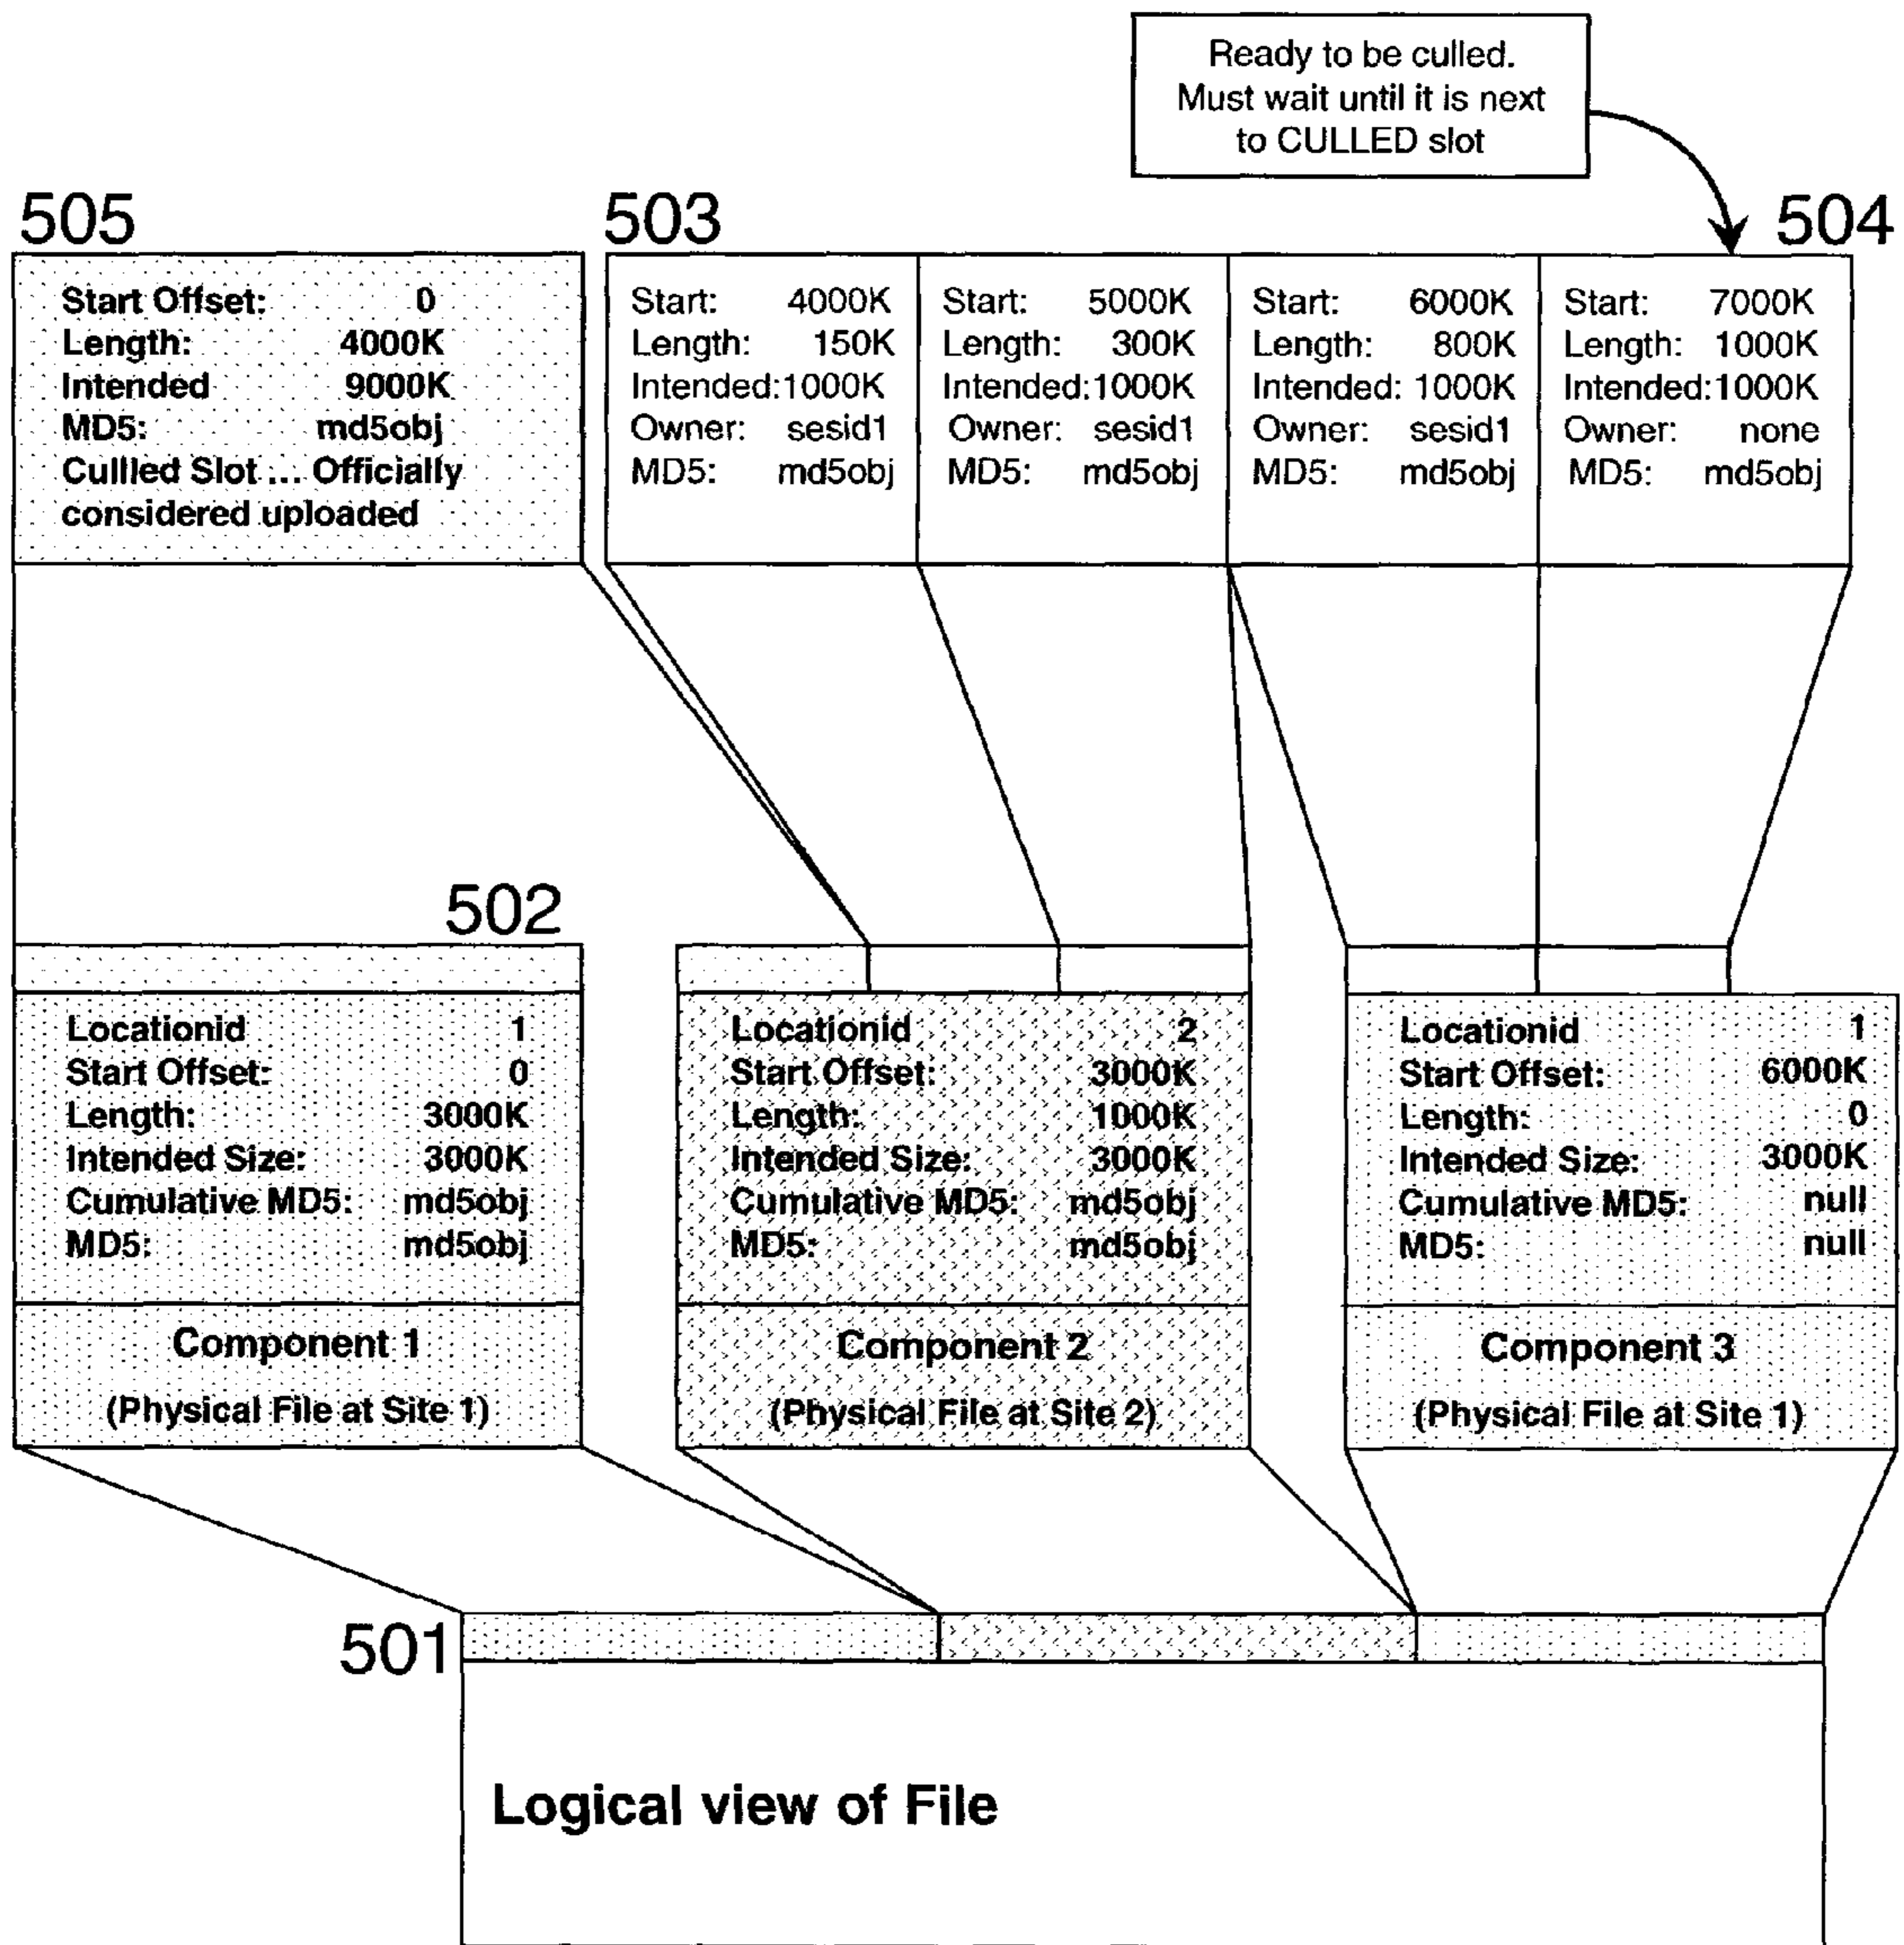 Ready to be culled.
Must wait until it is next
to CULLED slot
505
503
504
Start Offset: 0
Length: 4000K
Intended 9000K
MD5: md5obj
Cullled Slot ... Officially
considered uploaded
Start: 4000K
Length: 150K
Intended:1000K
Owner: sesid1
MD5: md5obj
Start: 5000K
Length: 300K
Intended:1000K
Owner: sesid1
MD5: md5obj
Start: 6000K
Length: 800K
Intended: 1000K
Owner: sesid1
MD5: md5obj
Start: 7000K
Length: 1000K
Intended:1000K
Owner: none
MD5: md5obj
502
Locationid 1
Start Offset: 0
Length: 3000K
Intended Size: 3000K
Cumulative MD5: md5obj
MD5: md5obj
Component 1
(Physical File at Site 1)
Locationid 2
Start Offset: 3000K
Length: 1000K
Intended Size: 3000K
Cumulative MD5: md5obj
MD5: md5obj
Component 2
(Physical File at Site 2)
Locationid 1
Start Offset: 6000K
Length: 0
Intended Size: 3000K
Cumulative MD5: null
MD5: null
Component 3
(Physical File at Site 1)
501
Logical view of File